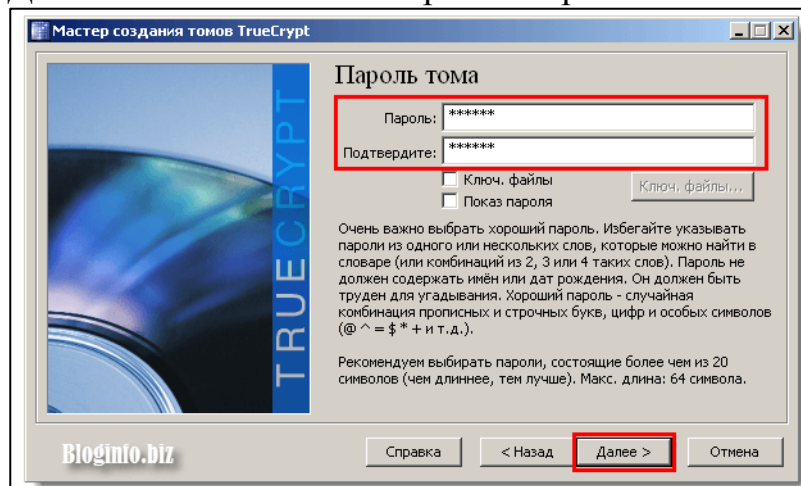 Мастер создания томов TrueCrypt
TRUECRYPT
Пароль тома
Пароль: ******
Подтвердите: ******
Ключ. файлы
Ключ. файлы...
Показ пароля
Очень важно выбрать хороший пароль. Избегайте указывать
пароли из одного или нескольких слов, которые можно найти в
словаре (или комбинаций из 2, 3 или 4 таких слов). Пароль не
должен содержать имён или дат рождения. Он должен быть
труден для угадывания. Хороший пароль - случайная
комбинация прописных и строчных букв, цифр и особых символов
(@ ^ = $ * + и т.д.).
Рекомендуем выбирать пароли, состоящие более чем из 20
символов (чем длиннее, тем лучше). Макс. длина: 64 символа.
Bloginfo.biz
Справка
< Назад
Далее >
Отмена